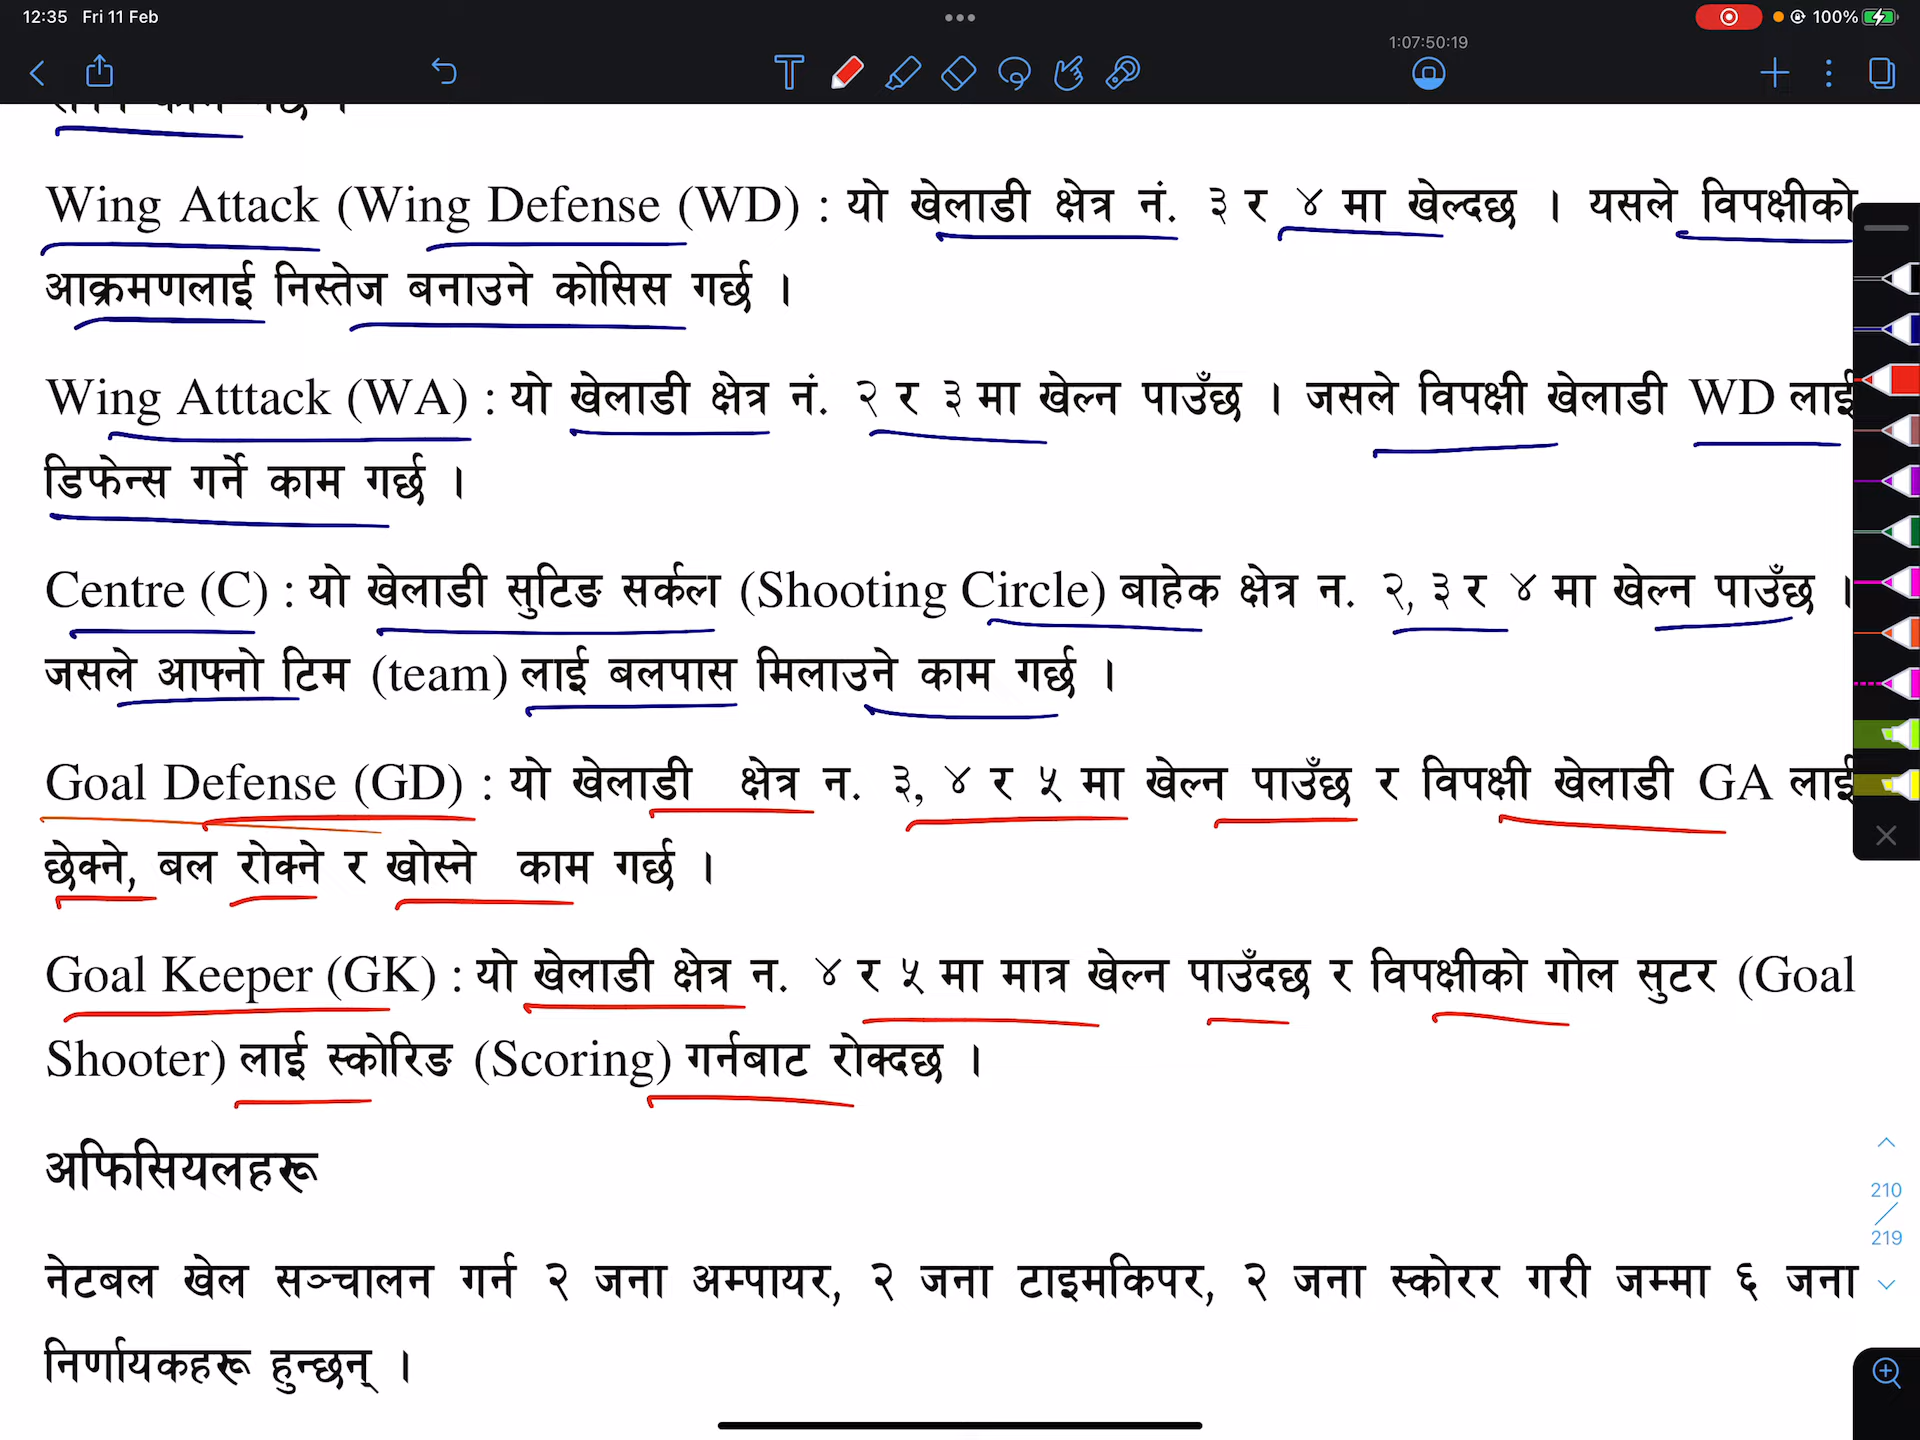 12:35 Fri 11 Feb
100%
1:07:50:19
Wing Attack (Wing Defense (WD) : यो खेलाडी क्षेत्र नं. ३ र ४ मा खेल्दछ । यसले विपक्षीको
आक्रमणलाई निस्तेज बनाउने कोसिस गर्छ ।
Wing Atttack (WA) : यो खेलाडी क्षेत्र नं. २ र ३ मा खेल्न पाउँछ । जसले विपक्षी खेलाडी WD लाई
डिफेन्स गर्ने काम गर्छ ।
Centre (C) : यो खेलाडी सुटिङ सर्कल (Shooting Circle) बाहेक क्षेत्र न. २, ३ र ४ मा खेल्न पाउँछ ।
जसले आफ्नो टिम (team) लाई बलपास मिलाउने काम गर्छ ।
Goal Defense (GD) : यो खेलाडी क्षेत्र न. ३, ४ र ५ मा खेल्न पाउँछ र विपक्षी खेलाडी GA लाई
छेक्ने, बल रोक्ने र खोस्ने काम गर्छ ।
Goal Keeper (GK) : यो खेलाडी क्षेत्र न. ४ र ५ मा मात्र खेल्न पाउँदछ र विपक्षीको गोल सुटर (Goal
Shooter) लाई स्कोरिङ (Scoring) गर्नबाट रोक्दछ ।
अफिसियलहरू
नेटबल खेल सञ्चालन गर्न २ जना अम्पायर, २ जना टाइमकिपर, २ जना स्कोरर गरी जम्मा ६ जना
निर्णायकहरू हुन्छन् ।
210
219